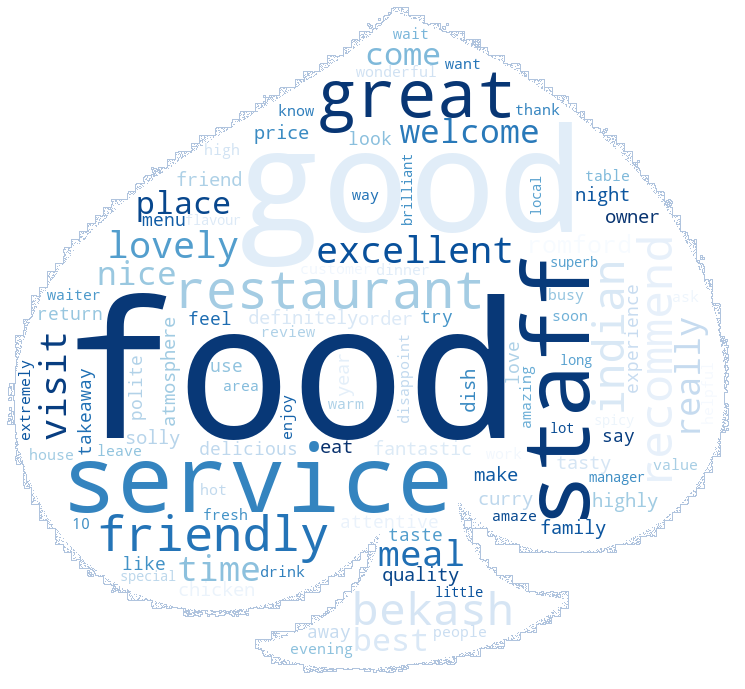 wait
come
want
wonderful
great
know
thank
price
look
welcome
high
good
brilliant
table
friend
way
local
night
place
owner
menu
flavour
lovely
excellent
romford
nice
customer
dinner
superb
waiter
restaurant
staff
indian
experience
recommend
ask
busy
return
feel
definitely
order
try
soon
food
review
really
visit
polite
atmosphere
use
year
disappoint
love
long
extremely
takeaway
area
warm
dish
amazing
helpful
enjoy
spicy
solly
lot
say
house
leave
delicious
eat
fantastic
work
tasty
value
service
make
manager
hot
curry
highly
10
fresh
attentive
amaze
family
friendly
taste
like
time
drink
meal
special
quality
chicken
little
bekash
away
best
people
evening